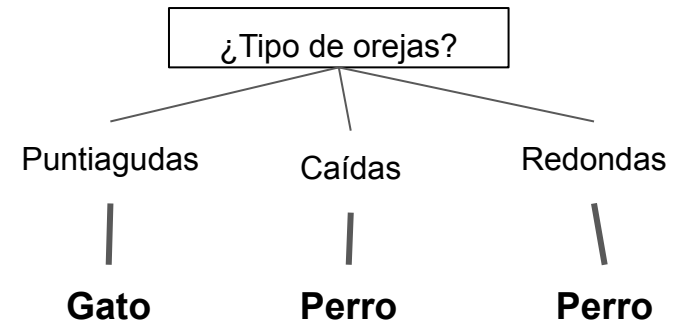 ¿Tipo de orejas?
Puntiagudas Caídas Redondas
Gato Perro Perro